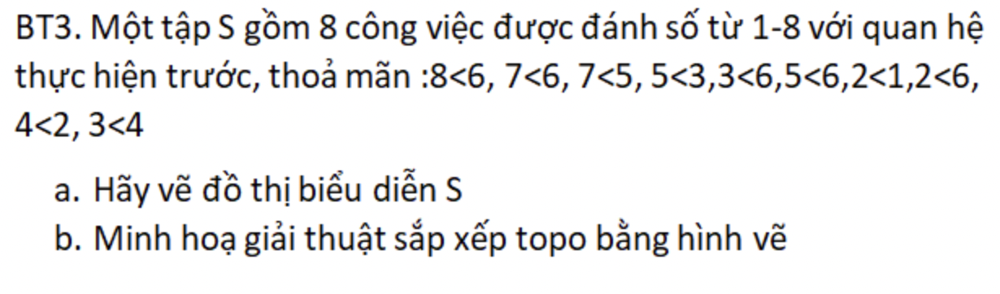 BT3. Một tập S gồm 8 công việc được đánh số từ 1-8 với quan hệ
thực hiện trước, thoả mãn :8<6, 7<6, 7<5, 5<3,3<6,5<6,2<1,2<6,
4<2, 3<4
a. Hãy vẽ đồ thị biểu diễn S
b. Minh hoạ giải thuật sắp xếp topo bằng hình vẽ